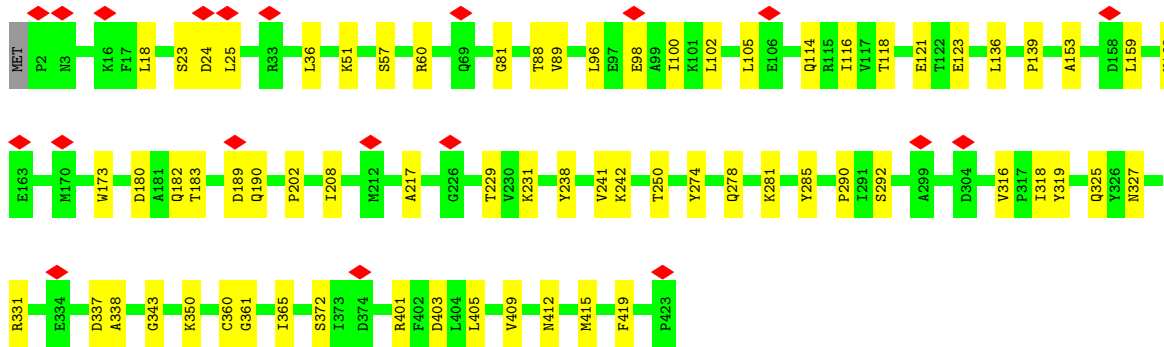 MET P2 N3 K16 F17 L18 S23 D24 L25 R33 L36 K51 S57 R60 Q69 G81 T88 V89 L96 E97 E98 A99 I100 K101 L102 L105 E106 Q114 R115 I116 V117 T118 E121 T122 E123 L136 P139 A153 D158 L159
E163 M170 W173 D180 A181 Q182 T183 D189 Q190 P202 I208 M212 A217 G226 T229 V230 K231 Y238 V241 K242 T250 Y274 Q278 K281 Y285 P290 I291 S292 A299 D304 V316 P317 I318 Y319 Q325 Y326 N327
R331 E334 D337 A338 G343 K350 C360 G361 I365 S372 I373 D374 R401 F402 D403 L404 L405 V409 N412 M415 F419 P423